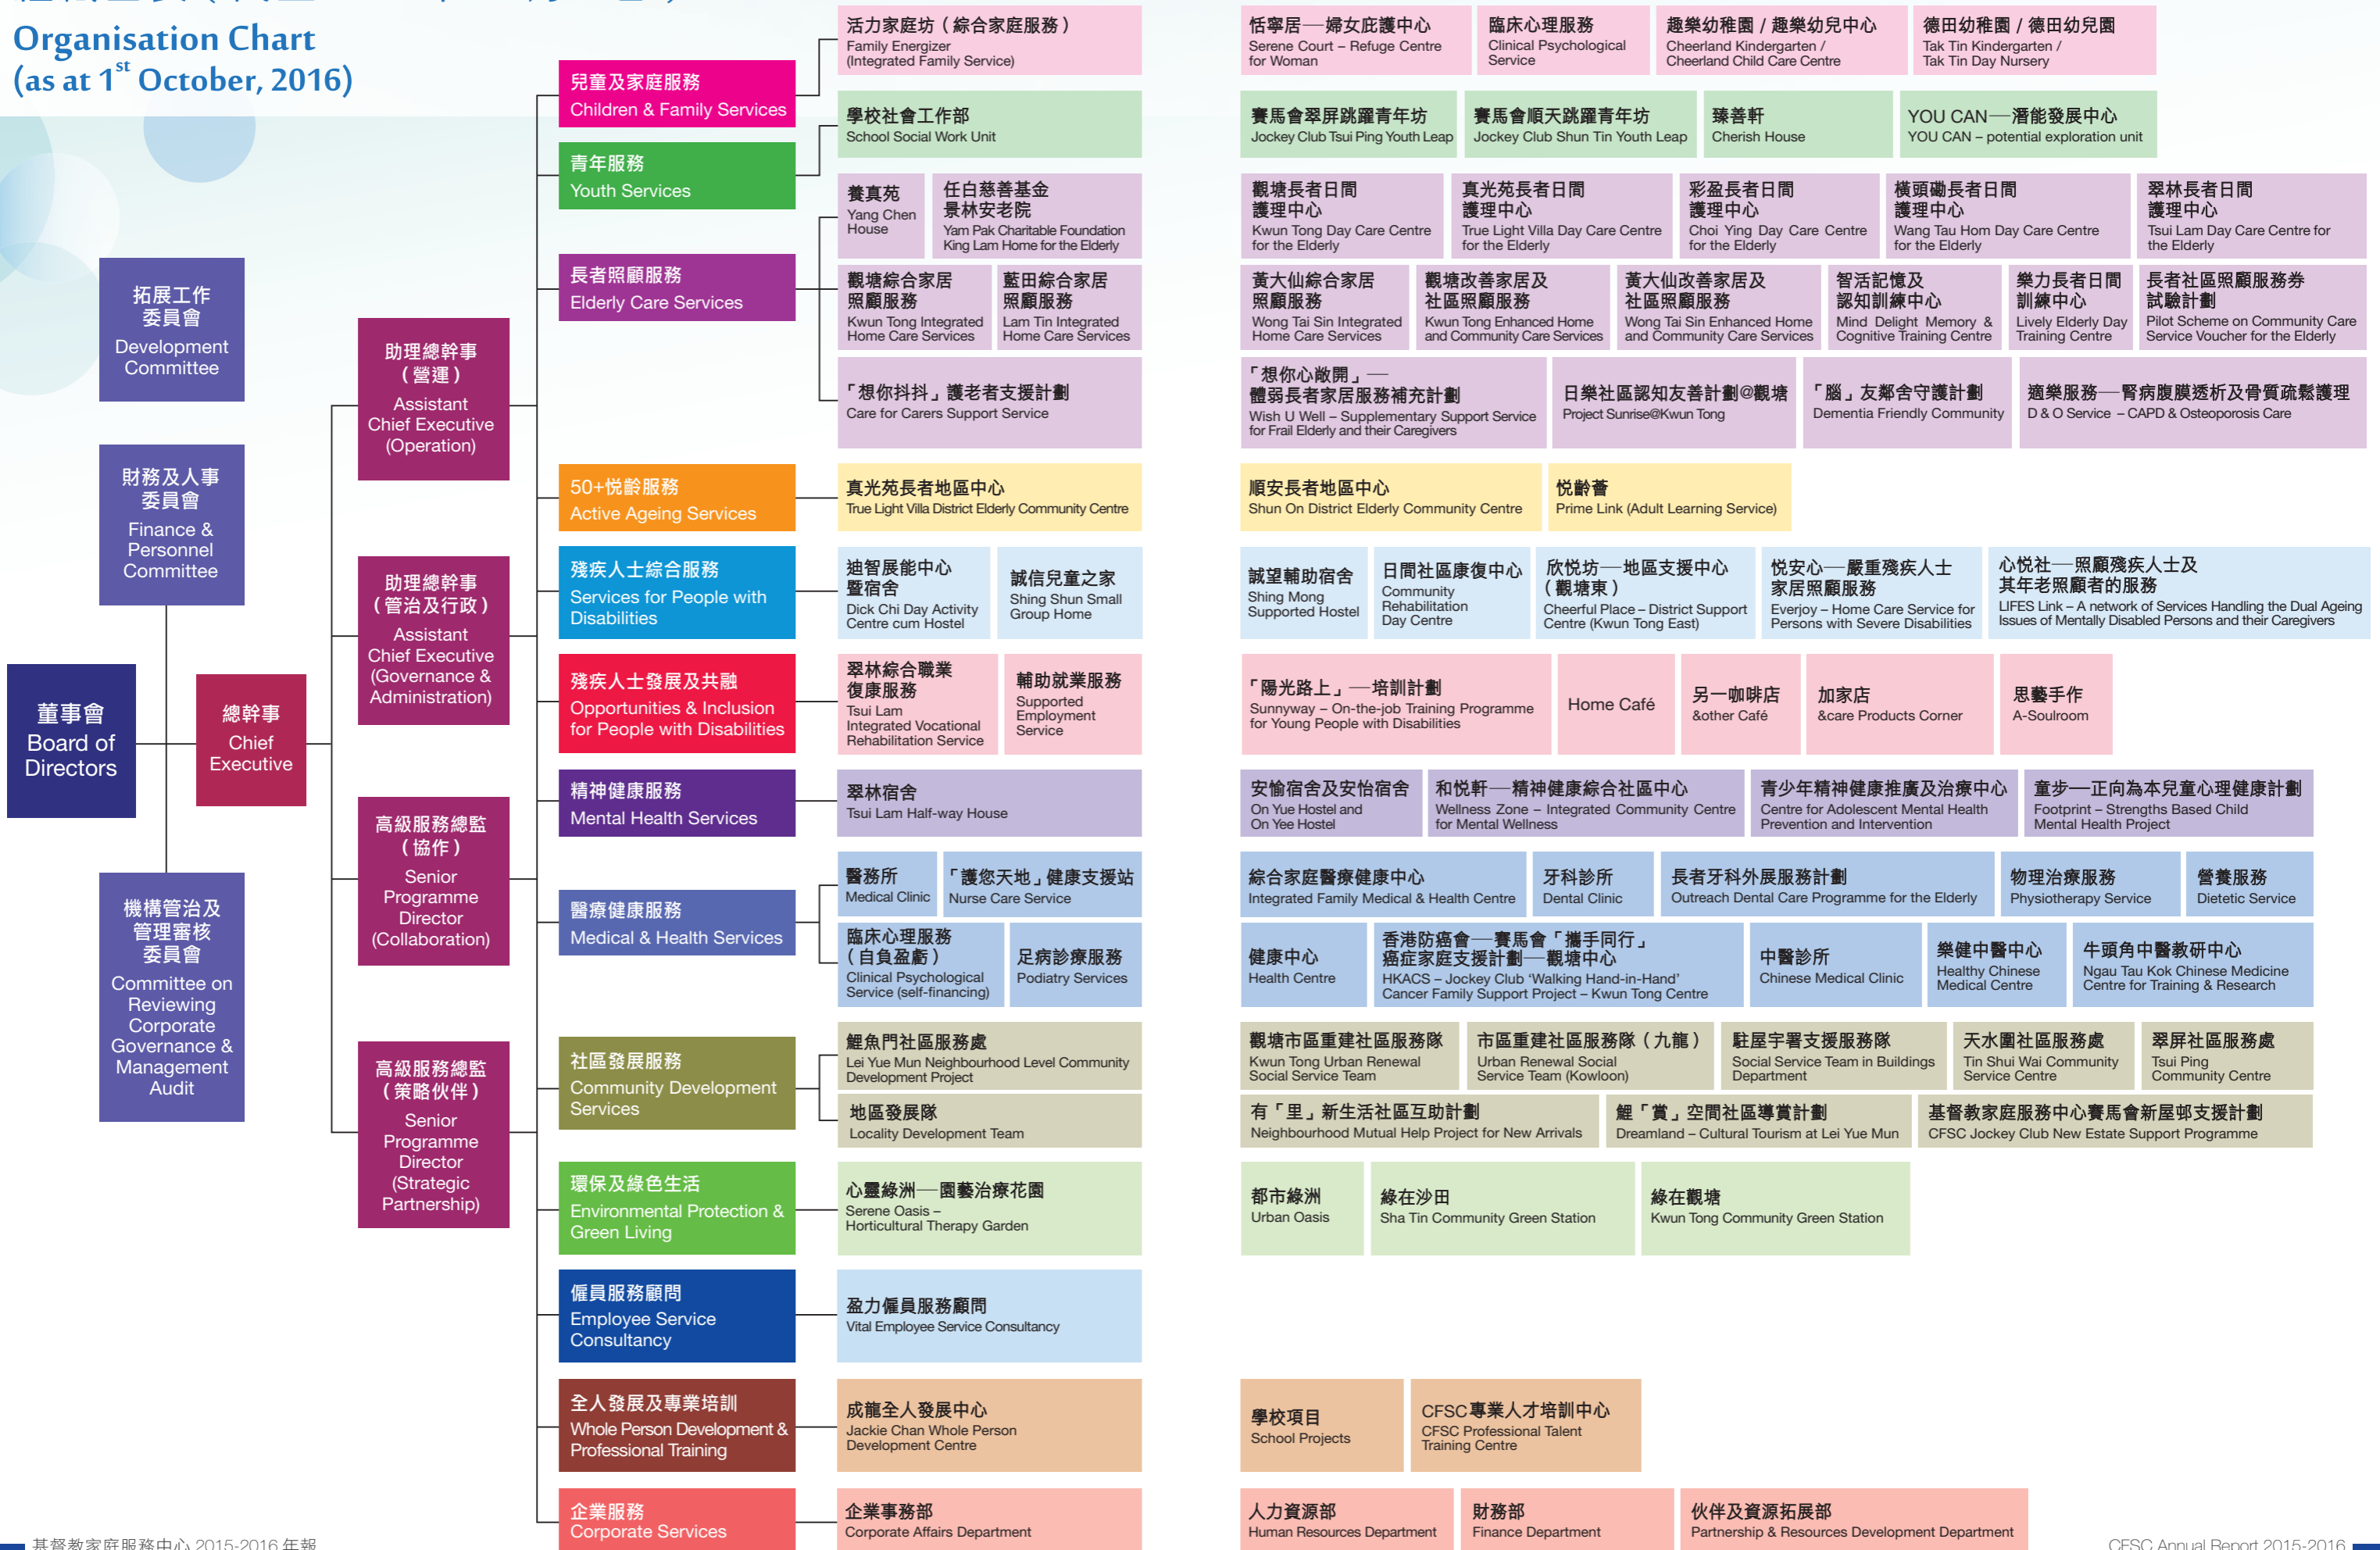 Organisation Chart
(as at 1st October, 2016)
拓展工作
委員會
Development
Committee
財務及人事
委員會
Finance &
Personnel
Committee
董事會
Board of
Directors
總幹事
Chief
Executive
機構管治及
管理審核
委員會
Committee on
Reviewing
Corporate
Governance &
Management
Audit
助理總幹事
（營運）
Assistant
Chief Executive
(Operation)
助理總幹事
（管治及行政）
Assistant
Chief Executive
(Governance &
Administration)
高級服務總監
（協作）
Senior
Programme
Director
(Collaboration)
高級服務總監
（策略伙伴）
Senior
Programme
Director
(Strategic
Partnership)
兒童及家庭服務
Children & Family Services
活力家庭坊（綜合家庭服務）
Family Energizer
(Integrated Family Service)
恬寧居──婦女庇護中心
Serene Court – Refuge Centre
for Woman
臨床心理服務
Clinical Psychological
Service
趣樂幼稚園 / 趣樂幼兒中心
Cheerland Kindergarten /
Cheerland Child Care Centre
德田幼稚園 / 德田幼兒園
Tak Tin Kindergarten /
Tak Tin Day Nursery
青年服務
Youth Services
學校社會工作部
School Social Work Unit
賽馬會翠屏跳躍青年坊
Jockey Club Tsui Ping Youth Leap
賽馬會順天跳躍青年坊
Jockey Club Shun Tin Youth Leap
臻善軒
Cherish House
YOU CAN──潛能發展中心
YOU CAN – potential exploration unit
長者照顧服務
Elderly Care Services
養真苑
Yang Chen
House
任白慈善基金
景林安老院
Yam Pak Charitable Foundation
King Lam Home for the Elderly
觀塘長者日間
護理中心
Kwun Tong Day Care Centre
for the Elderly
真光苑長者日間
護理中心
True Light Villa Day Care Centre
for the Elderly
彩盈長者日間
護理中心
Choi Ying Day Care Centre
for the Elderly
橫頭磡長者日間
護理中心
Wang Tau Hom Day Care Centre
for the Elderly
翠林長者日間
護理中心
Tsui Lam Day Care Centre for
the Elderly
觀塘綜合家居
照顧服務
Kwun Tong Integrated
Home Care Services
藍田綜合家居
照顧服務
Lam Tin Integrated
Home Care Services
黃大仙綜合家居
照顧服務
Wong Tai Sin Integrated
Home Care Services
觀塘改善家居及
社區照顧服務
Kwun Tong Enhanced Home
and Community Care Services
黃大仙改善家居及
社區照顧服務
Wong Tai Sin Enhanced Home
and Community Care Services
智活記憶及
認知訓練中心
Mind Delight Memory &
Cognitive Training Centre
樂力長者日間
訓練中心
Lively Elderly Day
Training Centre
長者社區照顧服務券
試驗計劃
Pilot Scheme on Community Care
Service Voucher for the Elderly
「想你抖抖」護老者支援計劃
Care for Carers Support Service
「想你心敞開」──
體弱長者家居服務補充計劃
Wish U Well – Supplementary Support Service
for Frail Elderly and their Caregivers
日樂社區認知友善計劃@觀塘
Project Sunrise@Kwun Tong
「腦」友鄰舍守護計劃
Dementia Friendly Community
適樂服務──腎病腹膜透析及骨質疏鬆護理
D & O Service – CAPD & Osteoporosis Care
50+悦齡服務
Active Ageing Services
真光苑長者地區中心
True Light Villa District Elderly Community Centre
順安長者地區中心
Shun On District Elderly Community Centre
悦齡薈
Prime Link (Adult Learning Service)
殘疾人士綜合服務
Services for People with
Disabilities
迪智展能中心
暨宿舍
Dick Chi Day Activity
Centre cum Hostel
誠信兒童之家
Shing Shun Small
Group Home
誠望輔助宿舍
Shing Mong
Supported Hostel
日間社區康復中心
Community
Rehabilitation
Day Centre
欣悦坊──地區支援中心
（觀塘東）
Cheerful Place – District Support
Centre (Kwun Tong East)
悦安心──嚴重殘疾人士
家居照顧服務
Everjoy – Home Care Service for
Persons with Severe Disabilities
心悦社──照顧殘疾人士及
其年老照顧者的服務
LIFES Link – A network of Services Handling the Dual Ageing
Issues of Mentally Disabled Persons and their Caregivers
殘疾人士發展及共融
Opportunities & Inclusion
for People with Disabilities
翠林綜合職業
復康服務
Tsui Lam
Integrated Vocational
Rehabilitation Service
輔助就業服務
Supported
Employment
Service
「陽光路上」──培訓計劃
Sunnyway – On-the-job Training Programme
for Young People with Disabilities
Home Café
另一咖啡店
&other Café
加家店
&care Products Corner
思藝手作
A-Soulroom
精神健康服務
Mental Health Services
翠林宿舍
Tsui Lam Half-way House
安愉宿舍及安怡宿舍
On Yue Hostel and
On Yee Hostel
和悦軒──精神健康綜合社區中心
Wellness Zone – Integrated Community Centre
for Mental Wellness
青少年精神健康推廣及治療中心
Centre for Adolescent Mental Health
Prevention and Intervention
童步──正向為本兒童心理健康計劃
Footprint – Strengths Based Child
Mental Health Project
醫療健康服務
Medical & Health Services
醫務所
Medical Clinic
「護您天地」健康支援站
Nurse Care Service
綜合家庭醫療健康中心
Integrated Family Medical & Health Centre
牙科診所
Dental Clinic
長者牙科外展服務計劃
Outreach Dental Care Programme for the Elderly
物理治療服務
Physiotherapy Service
營養服務
Dietetic Service
臨床心理服務
（自負盈虧）
Clinical Psychological
Service (self-financing)
足病診療服務
Podiatry Services
健康中心
Health Centre
香港防癌會──賽馬會「攜手同行」
癌症家庭支援計劃──觀塘中心
HKACS – Jockey Club ‘Walking Hand-in-Hand’
Cancer Family Support Project – Kwun Tong Centre
中醫診所
Chinese Medical Clinic
樂健中醫中心
Healthy Chinese
Medical Centre
牛頭角中醫教研中心
Ngau Tau Kok Chinese Medicine
Centre for Training & Research
社區發展服務
Community Development
Services
鯉魚門社區服務處
Lei Yue Mun Neighbourhood Level Community
Development Project
觀塘市區重建社區服務隊
Kwun Tong Urban Renewal
Social Service Team
市區重建社區服務隊（九龍）
Urban Renewal Social
Service Team (Kowloon)
駐屋宇署支援服務隊
Social Service Team in Buildings
Department
天水圍社區服務處
Tin Shui Wai Community
Service Centre
翠屏社區服務處
Tsui Ping
Community Centre
地區發展隊
Locality Development Team
有「里」新生活社區互助計劃
Neighbourhood Mutual Help Project for New Arrivals
鯉「賞」空間社區導賞計劃
Dreamland – Cultural Tourism at Lei Yue Mun
基督教家庭服務中心賽馬會新屋邨支援計劃
CFSC Jockey Club New Estate Support Programme
環保及綠色生活
Environmental Protection &
Green Living
心靈綠洲──園藝治療花園
Serene Oasis –
Horticultural Therapy Garden
都市綠洲
Urban Oasis
綠在沙田
Sha Tin Community Green Station
綠在觀塘
Kwun Tong Community Green Station
僱員服務顧問
Employee Service
Consultancy
盈力僱員服務顧問
Vital Employee Service Consultancy
全人發展及專業培訓
Whole Person Development &
Professional Training
成龍全人發展中心
Jackie Chan Whole Person
Development Centre
學校項目
School Projects
CFSC專業人才培訓中心
CFSC Professional Talent
Training Centre
企業服務
Corporate Services
企業事務部
Corporate Affairs Department
人力資源部
Human Resources Department
財務部
Finance Department
伙伴及資源拓展部
Partnership & Resources Development Department
基督教家庭服務中心 2015-2016 年報
CFSC Annual Report 2015-2016